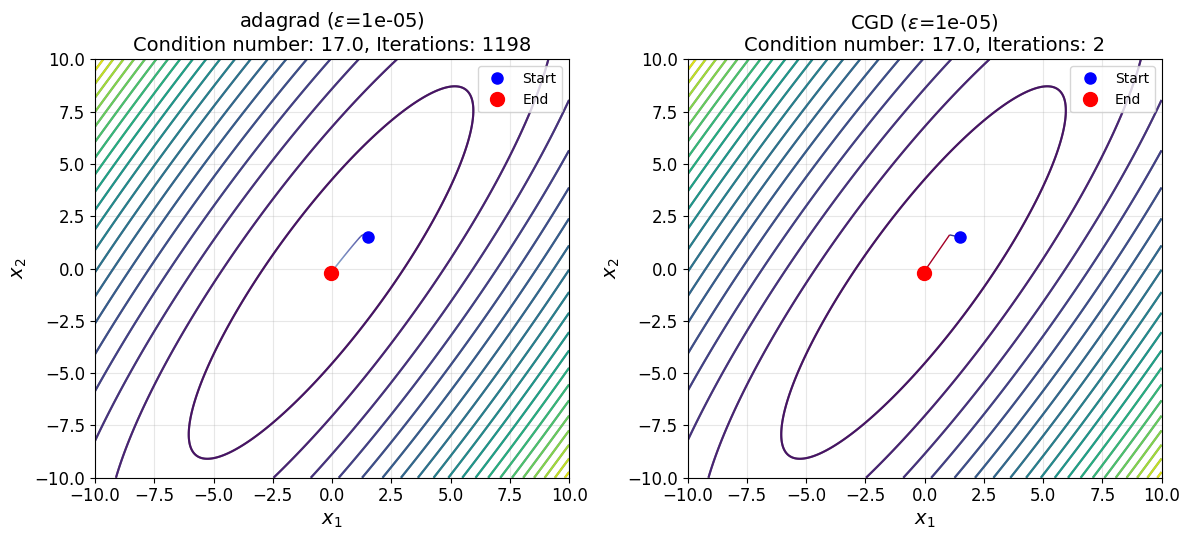 adagrad (ε=1e-05)
Condition number: 17.0, Iterations: 1198
10.0
7.5
5.0
2.5
0.0
−2.5
−5.0
−7.5
−10.0
−10.0 −7.5 −5.0 −2.5 0.0 2.5 5.0 7.5 10.0
x₂
x₁
Start
End
CGD (ε=1e-05)
Condition number: 17.0, Iterations: 2
10.0
7.5
5.0
2.5
0.0
−2.5
−5.0
−7.5
−10.0
−10.0 −7.5 −5.0 −2.5 0.0 2.5 5.0 7.5 10.0
x₂
x₁
Start
End